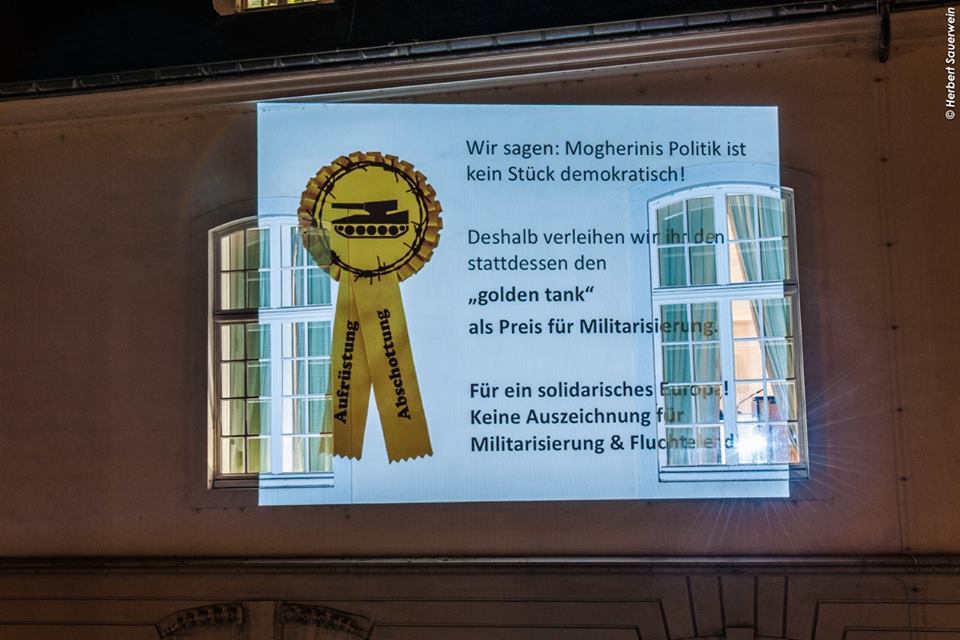 © Herbert Sauerwein
Wir sagen: Mogherinis Politik ist
kein Stück demokratisch!
Deshalb verleihen wir ihr den
stattdessen den
„golden tank“
als Preis für Militarisierung.
Für ein solidarisches Europa!
Keine Auszeichnung für
Militarisierung & Fluchtelend
Aufrüstung
Abschottung